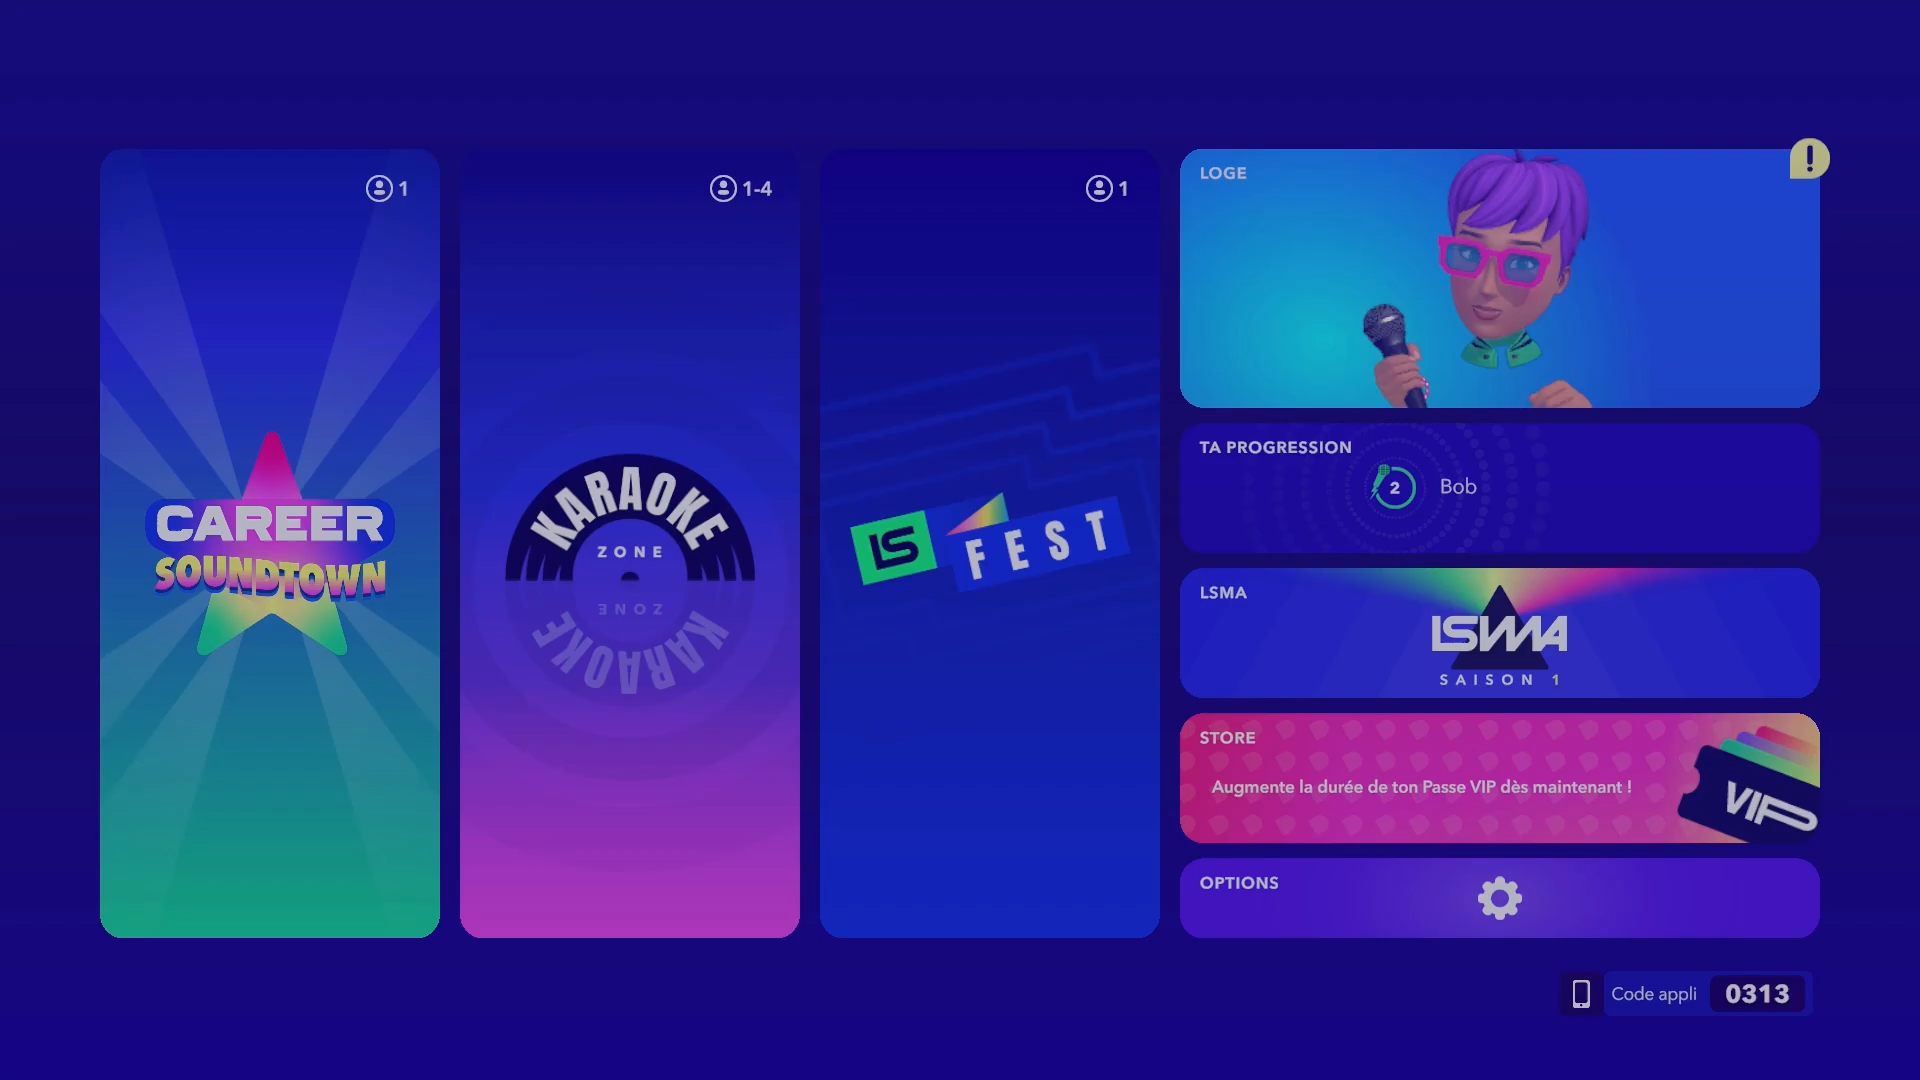 1
CAREER
SOUNDTOWN
1-4
KARAOKE
ZONE
ZONE
KARAOKE
1
LS FEST
LOGE
!
TA PROGRESSION
2 Bob
LSMA
LSMA
SAISON 1
STORE
Augmente la durée de ton Passe VIP dès maintenant !
VIP
OPTIONS
Code appli 0313